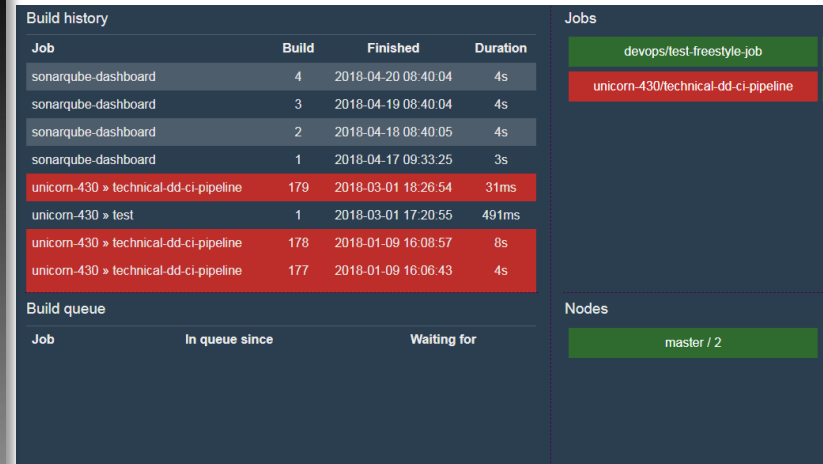 Build history
Job Build Finished Duration
sonarqube-dashboard 4 2018-04-20 08:40:04 4s
sonarqube-dashboard 3 2018-04-19 08:40:04 4s
sonarqube-dashboard 2 2018-04-18 08:40:05 4s
sonarqube-dashboard 1 2018-04-17 09:33:25 3s
unicorn-430 » technical-dd-ci-pipeline 179 2018-03-01 18:26:54 31ms
unicorn-430 » test 1 2018-03-01 17:20:55 491ms
unicorn-430 » technical-dd-ci-pipeline 178 2018-01-09 16:08:57 8s
unicorn-430 » technical-dd-ci-pipeline 177 2018-01-09 16:06:43 4s
Jobs
devops/test-freestyle-job
unicorn-430/technical-dd-ci-pipeline
Build queue
Job In queue since Waiting for
Nodes
master / 2